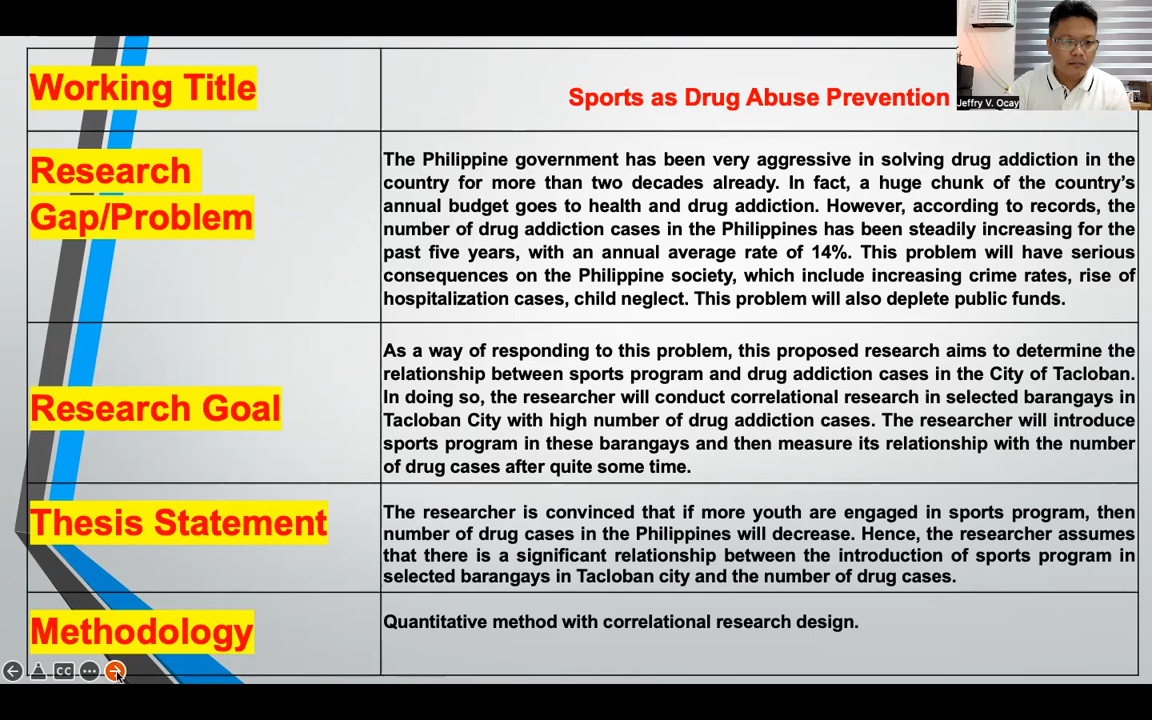 Working Title
Sports as Drug Abuse Prevention
Jeffry V. Ocay
Research
Gap/Problem
The Philippine government has been very aggressive in solving drug addiction in the
country for more than two decades already. In fact, a huge chunk of the country's
annual budget goes to health and drug addiction. However, according to records, the
number of drug addiction cases in the Philippines has been steadily increasing for the
past five years, with an annual average rate of 14%. This problem will have serious
consequences on the Philippine society, which include increasing crime rates, rise of
hospitalization cases, child neglect. This problem will also deplete public funds.
Research Goal
As a way of responding to this problem, this proposed research aims to determine the
relationship between sports program and drug addiction cases in the City of Tacloban.
In doing so, the researcher will conduct correlational research in selected barangays in
Tacloban City with high number of drug addiction cases. The researcher will introduce
sports program in these barangays and then measure its relationship with the number
of drug cases after quite some time.
Thesis Statement
The researcher is convinced that if more youth are engaged in sports program, then
number of drug cases in the Philippines will decrease. Hence, the researcher assumes
that there is a significant relationship between the introduction of sports program in
selected barangays in Tacloban city and the number of drug cases.
Methodology
Quantitative method with correlational research design.
CC